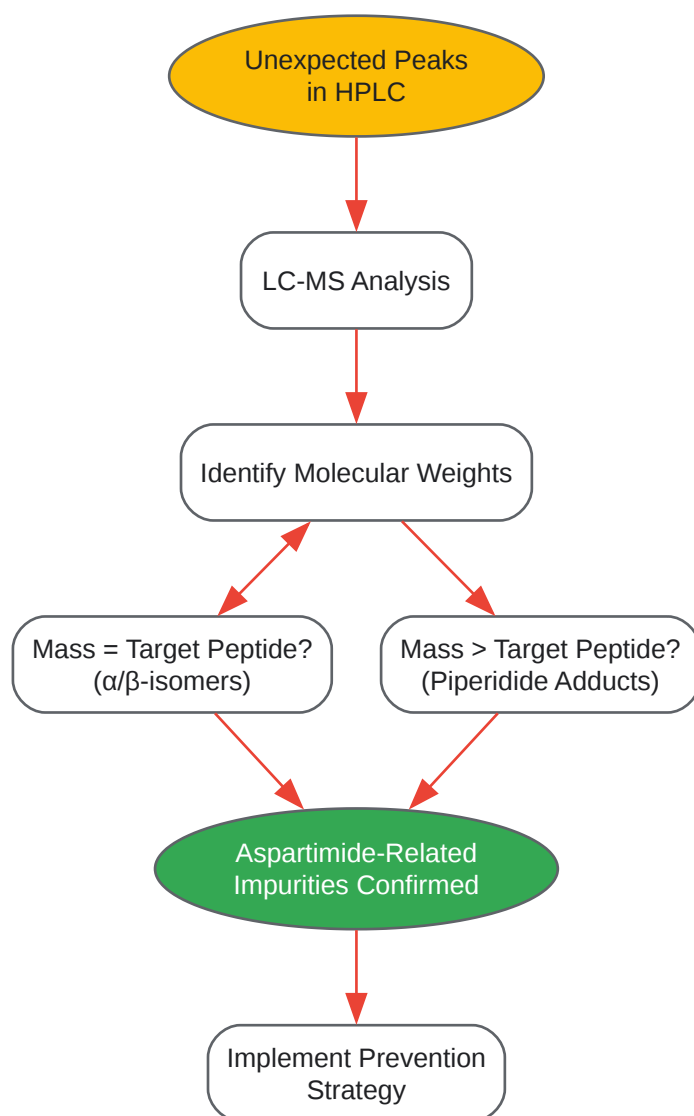 Unexpected Peaks
in HPLC
LC-MS Analysis
Identify Molecular Weights
Mass = Target Peptide?
(α/β-isomers)
Mass > Target Peptide?
(Piperidide Adducts)
Aspartimide-Related
Impurities Confirmed
Implement Prevention
Strategy